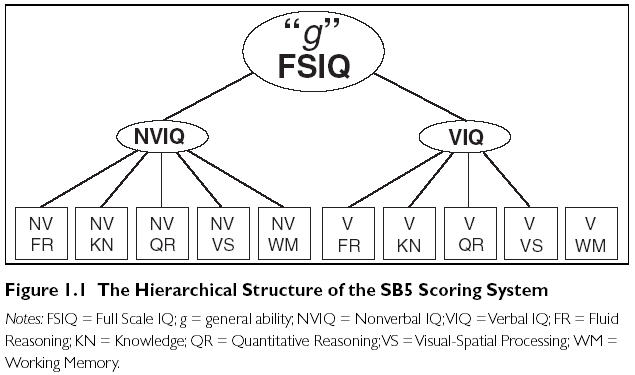 “g”
FSIQ
NVIQ VIQ
NV NV NV NV NV V V V V V
FR KN QR VS WM FR KN QR VS WM
Figure 1.1 The Hierarchical Structure of the SB5 Scoring System
Notes: FSIQ = Full Scale IQ; g = general ability; NVIQ = Nonverbal IQ;VIQ = Verbal IQ; FR = Fluid
Reasoning; KN = Knowledge; QR = Quantitative Reasoning;VS = Visual-Spatial Processing; WM =
Working Memory.